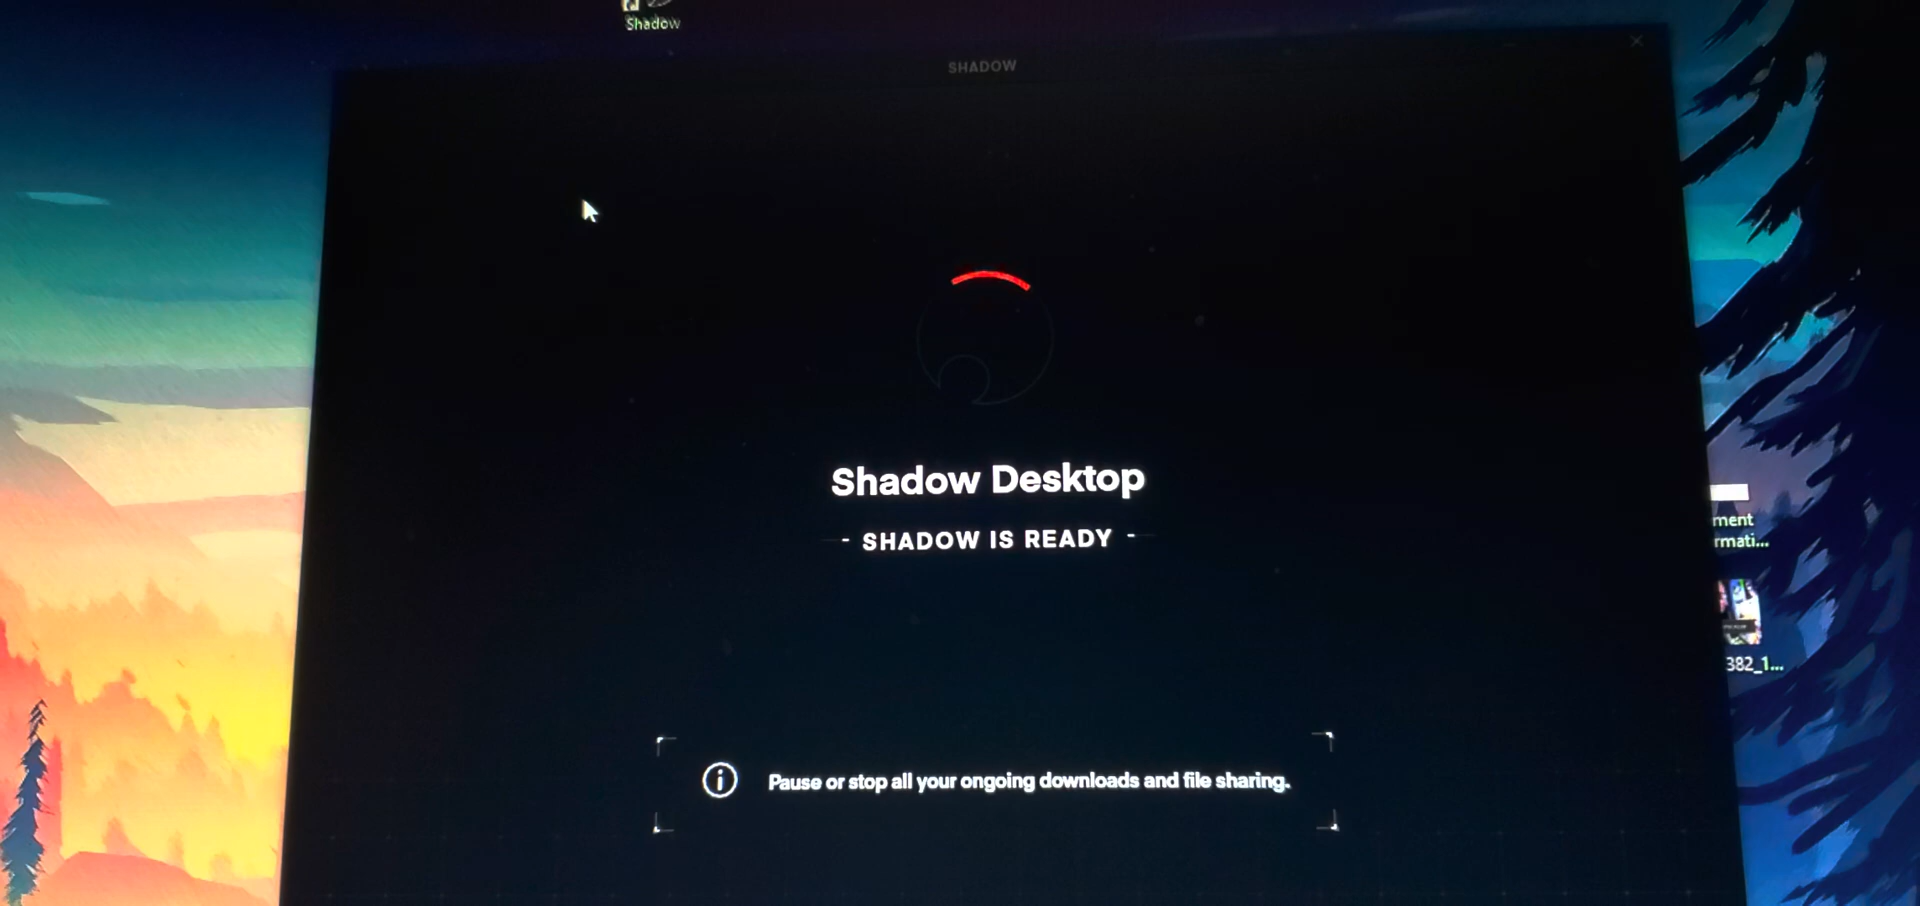 Shadow
SHADOW
Shadow Desktop
- SHADOW IS READY -
Pause or stop all your ongoing downloads and file sharing.
ment
rmati...
382_1...